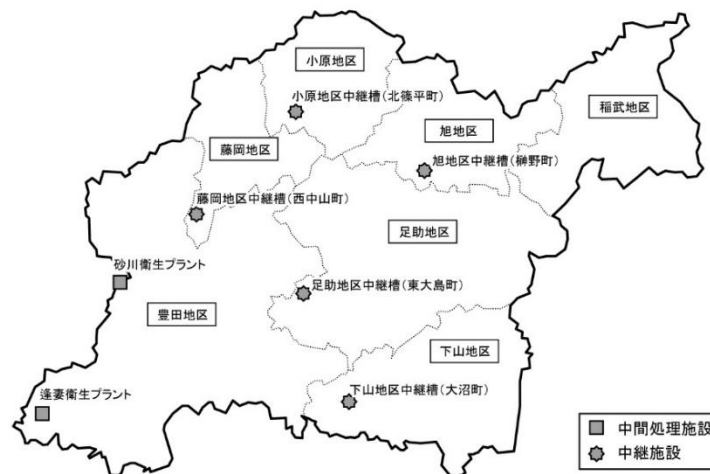 小原地区
小原地区中継槽(北篠平町)
稲武地区
藤岡地区
旭地区
旭地区中継槽(榊野町)
藤岡地区中継槽(西中山町)
足助地区
砂川衛生プラント
足助地区中継槽(東大島町)
豊田地区
下山地区
逢妻衛生プラント
下山地区中継槽(大沼町)
中間処理施設
中継施設